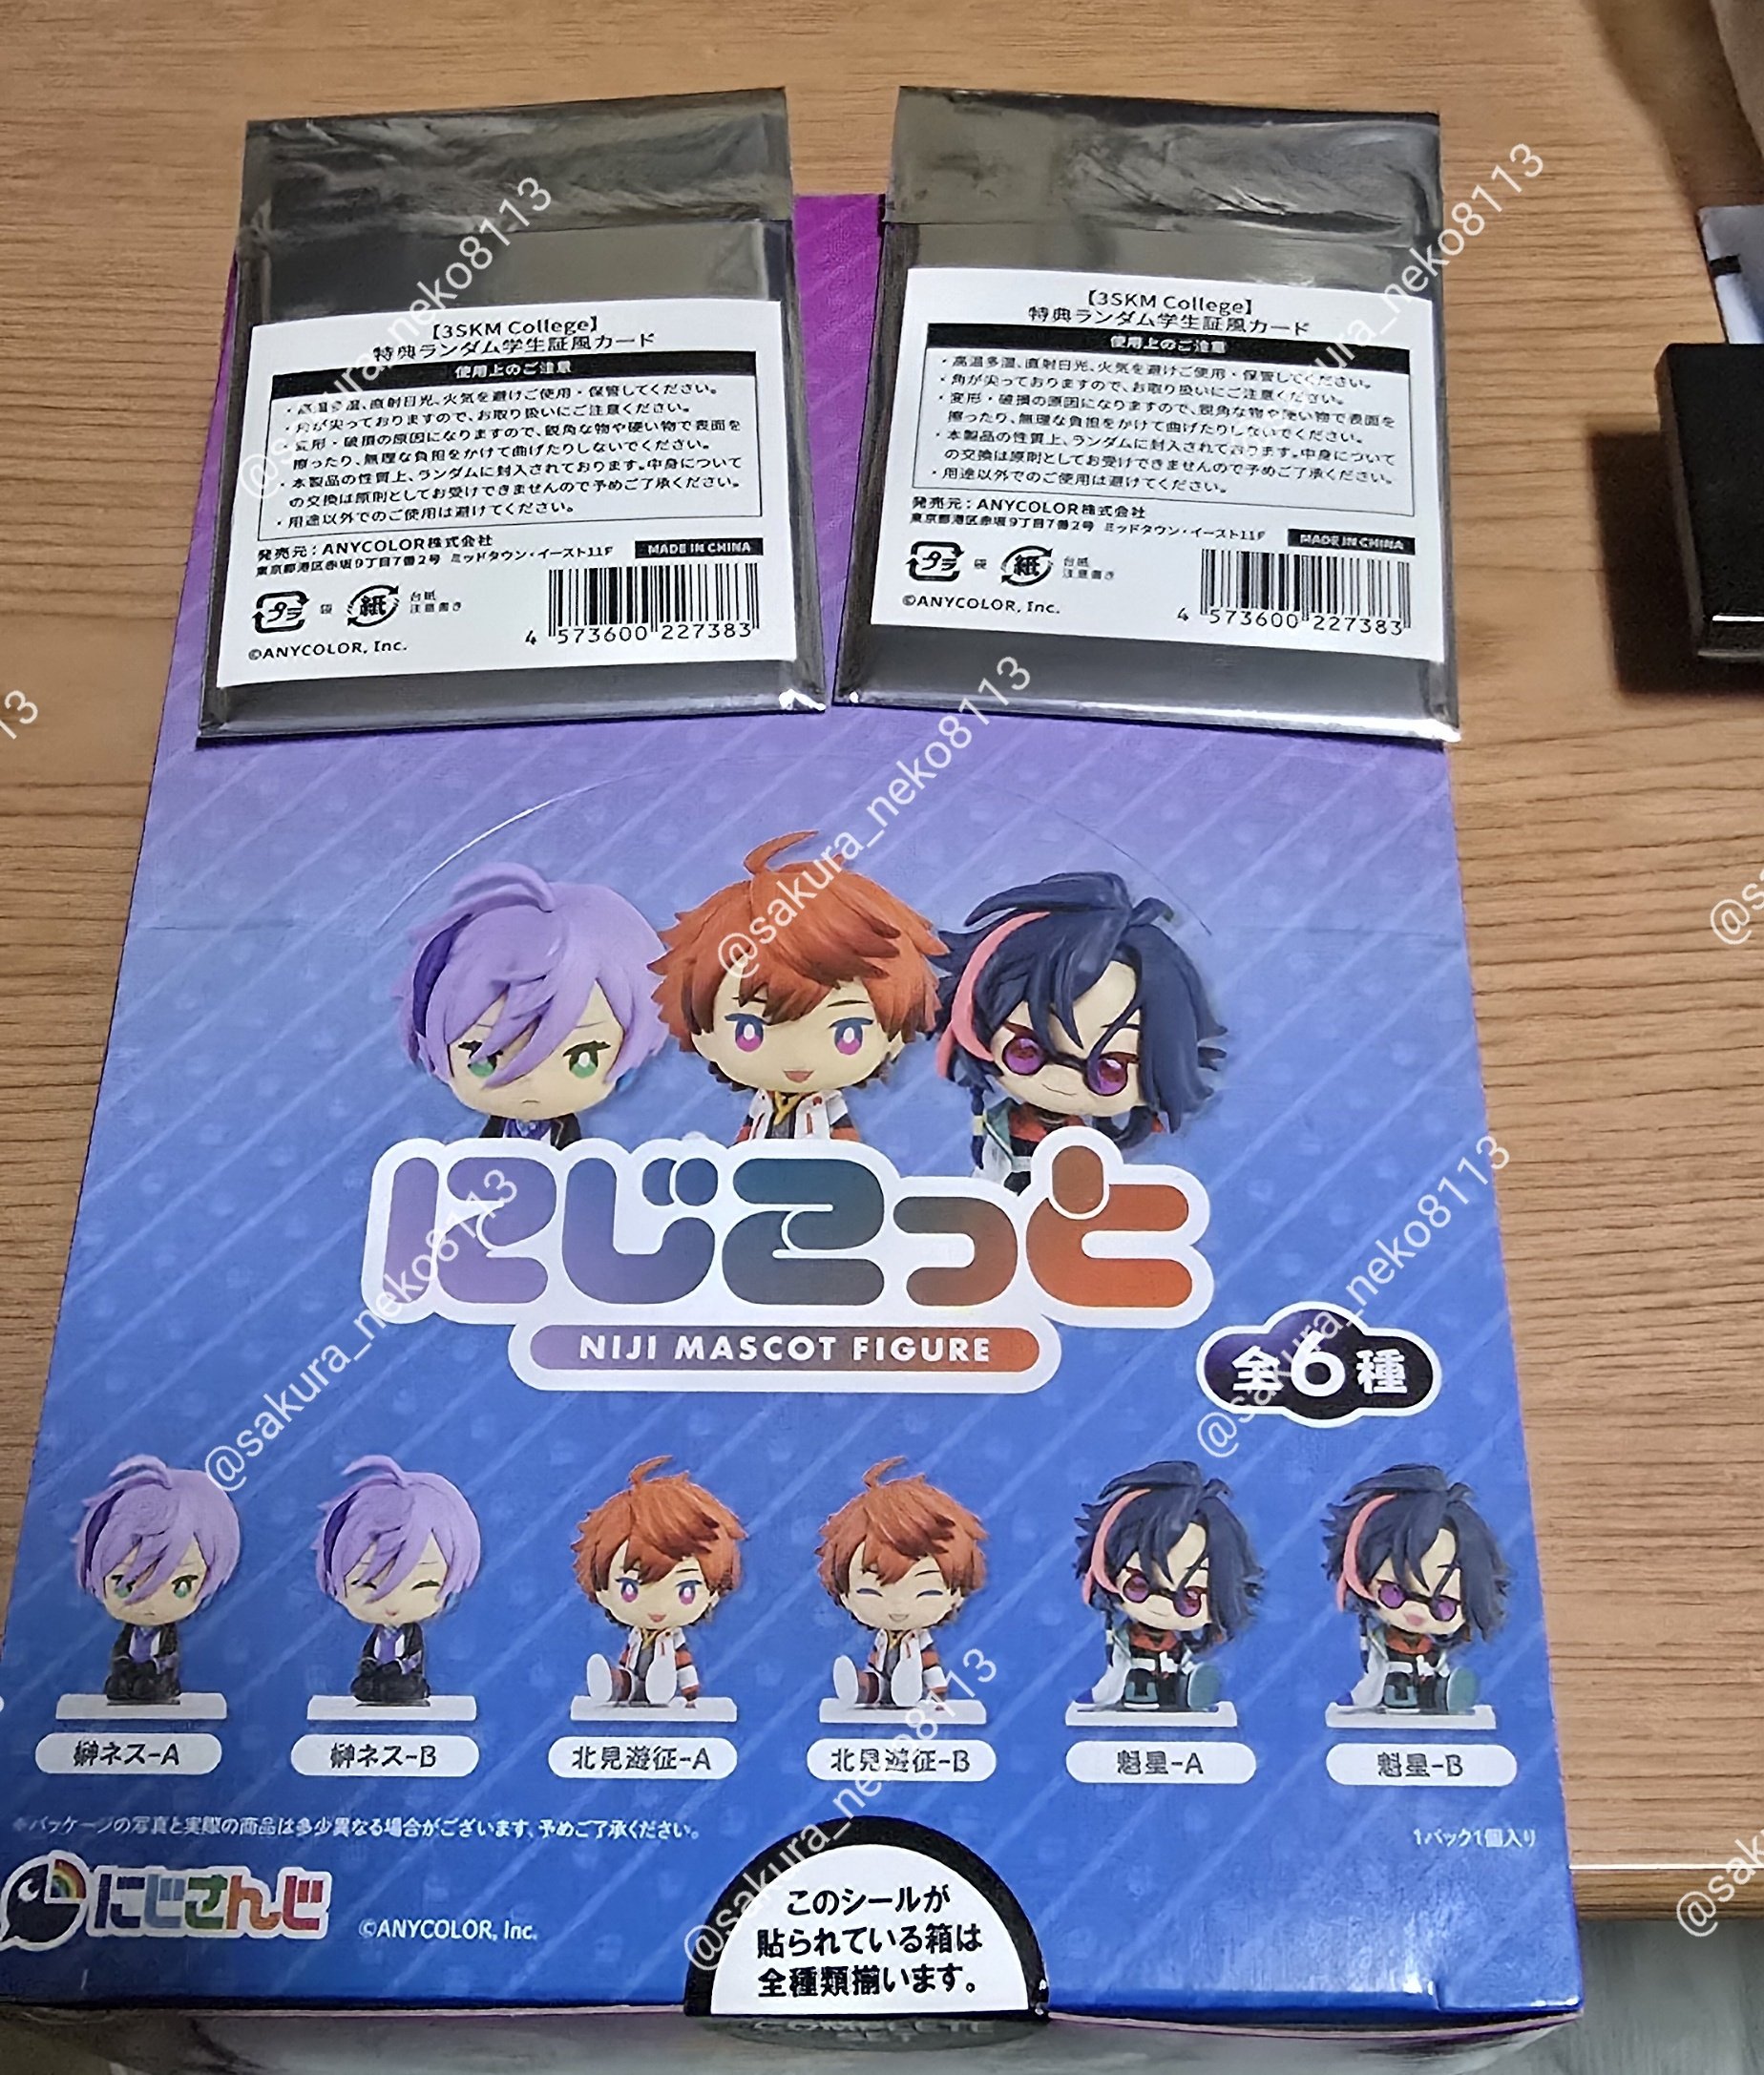 【3SKM College】
特典ランダム学生証風カード
使用上のご注意
・高温多湿、直射日光、火気を避けご使用・保管してください。
・角が尖っておりますので、お取り扱いにご注意ください。
・変形・破損の原因になりますので、鋭角な物や硬い物で表面を
擦ったり、無理な負担をかけて曲げたりしないでください。
・本製品の性質上、ランダムに封入されております。中身について
の交換は原則としてお受けできませんので予めご了承ください。
・用途以外でのご使用は避けてください。
発売元：ANYCOLOR株式会社
東京都港区赤坂9丁目7番2号 ミッドタウン・イースト11F
MADE IN CHINA
プラ 袋 紙 台紙
注意書き
©ANYCOLOR, Inc.
4 573600 227383
【3SKM College】
特典ランダム学生証風カード
使用上のご注意
・高温多湿、直射日光、火気を避けご使用・保管してください。
・角が尖っておりますので、お取り扱いにご注意ください。
・変形・破損の原因になりますので、鋭角な物や硬い物で表面を
擦ったり、無理な負担をかけて曲げたりしないでください。
・本製品の性質上、ランダムに封入されております。中身について
の交換は原則としてお受けできませんので予めご了承ください。
・用途以外でのご使用は避けてください。
発売元：ANYCOLOR株式会社
東京都港区赤坂9丁目7番2号 ミッドタウン・イースト11F
MADE IN CHINA
プラ 袋 紙 台紙
注意書き
©ANYCOLOR, Inc.
4 573600 227383
にじこっと
NIJI MASCOT FIGURE
全6種
榊ネス-A
榊ネス-B
北見遊征-A
北見遊征-B
魁星-A
魁星-B
※パッケージの写真と実際の商品は多少異なる場合がございます、予めご了承ください。
1パック1個入り
にじさんじ
©ANYCOLOR, Inc.
このシールが
貼られている箱は
全種類揃います。
COMPLETE
SET
@sakura_neko8113
@sakura_neko8113
@sakura_neko8113
@sakura_neko8113
@sakura_neko8113
@sakura_neko8113